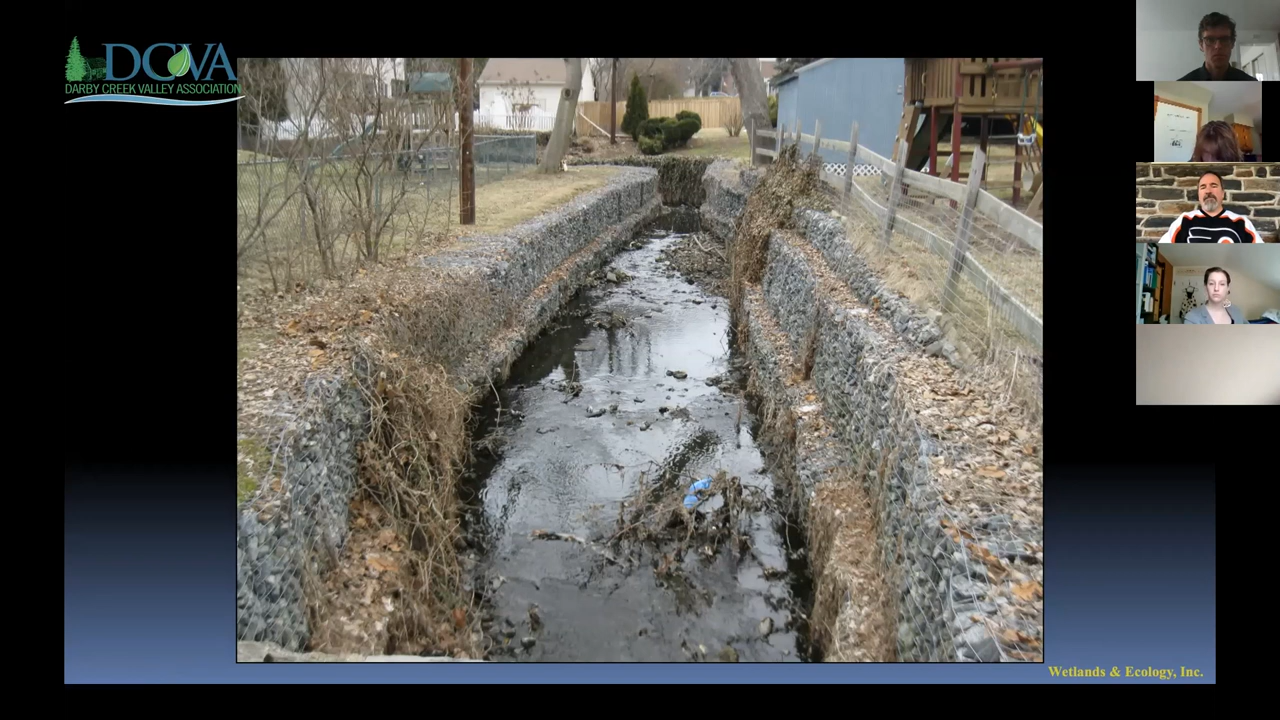 DCVA
DARBY CREEK VALLEY ASSOCIATION
Wetlands & Ecology, Inc.